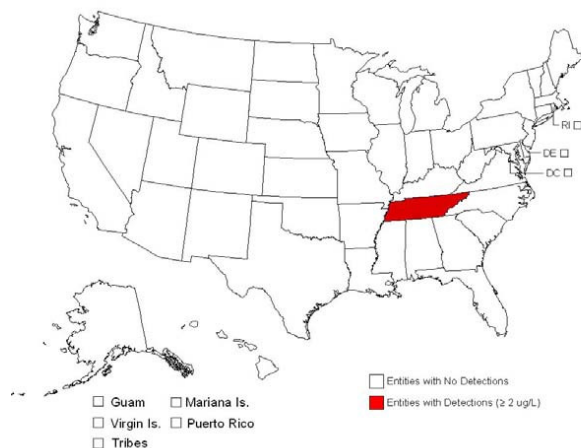 RI
DE
DC
Entities with No Detections
Entities with Detections (≥ 2 ug/L)
Guam
Mariana Is.
Virgin Is.
Puerto Rico
Tribes